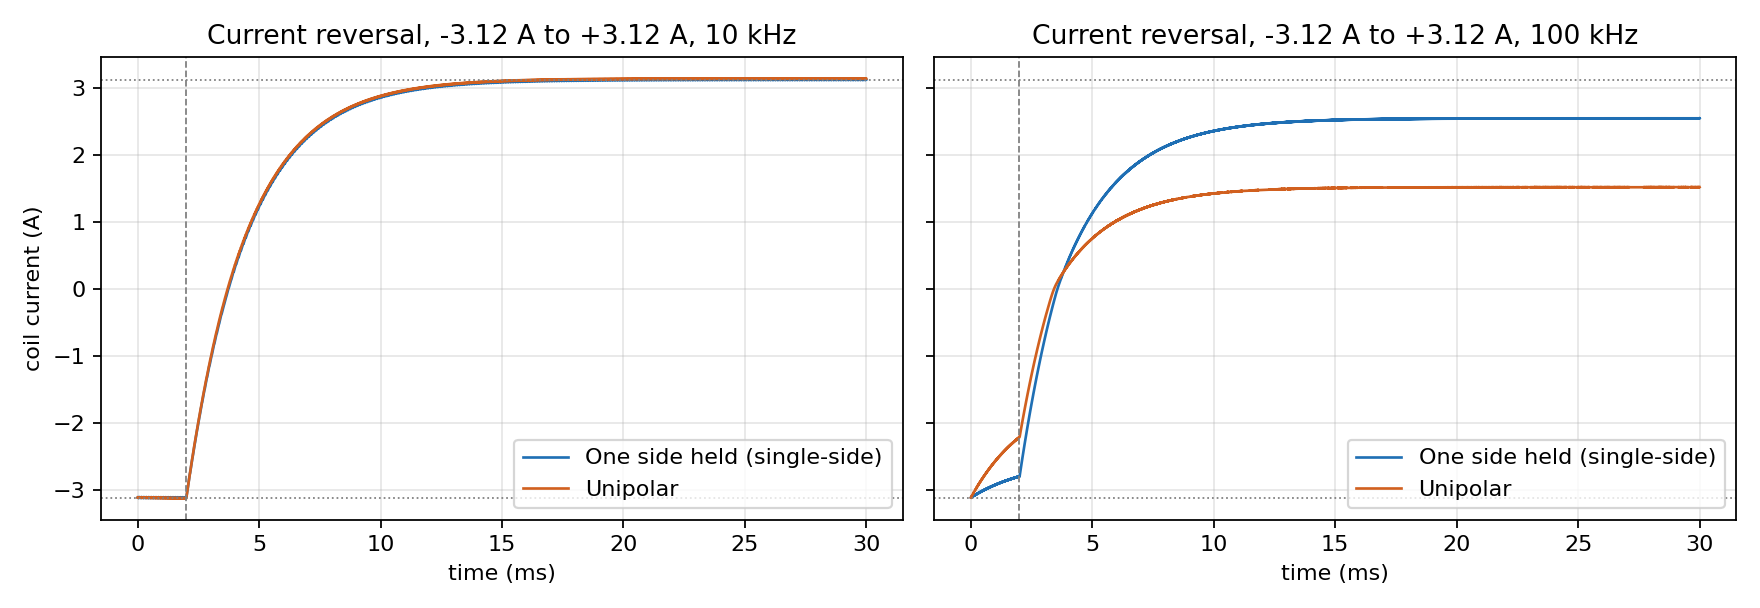 Current reversal, -3.12 A to +3.12 A, 10 kHz
coil current (A)
3
2
1
0
−1
−2
−3
One side held (single-side)
Unipolar
0 5 10 15 20 25 30
time (ms)
Current reversal, -3.12 A to +3.12 A, 100 kHz
One side held (single-side)
Unipolar
0 5 10 15 20 25 30
time (ms)